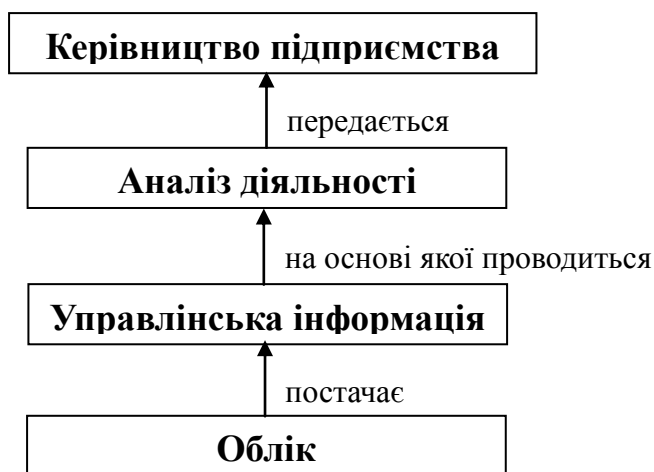 Керівництво підприємства
передається
Аналіз діяльності
на основі якої проводиться
Управлінська інформація
постачає
Облік